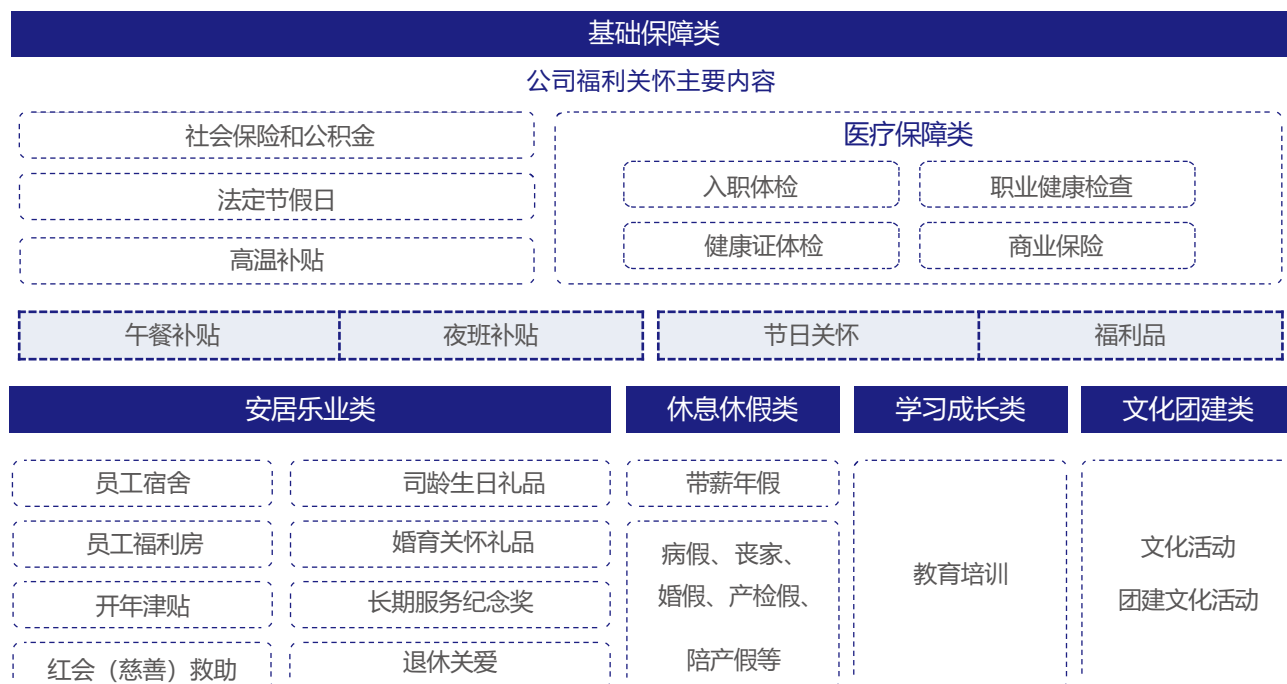 基础保障类
公司福利关怀主要内容
社会保险和公积金
法定节假日
高温补贴
医疗保障类
入职体检
职业健康检查
健康证体检
商业保险
午餐补贴
夜班补贴
节日关怀
福利品
安居乐业类
员工宿舍
司龄生日礼品
员工福利房
婚育关怀礼品
开年津贴
长期服务纪念奖
红会（慈善）救助
退休关爱
休息休假类
带薪年假
病假、丧家、
婚假、产检假、
陪产假等
学习成长类
教育培训
文化团建类
文化活动
团建文化活动